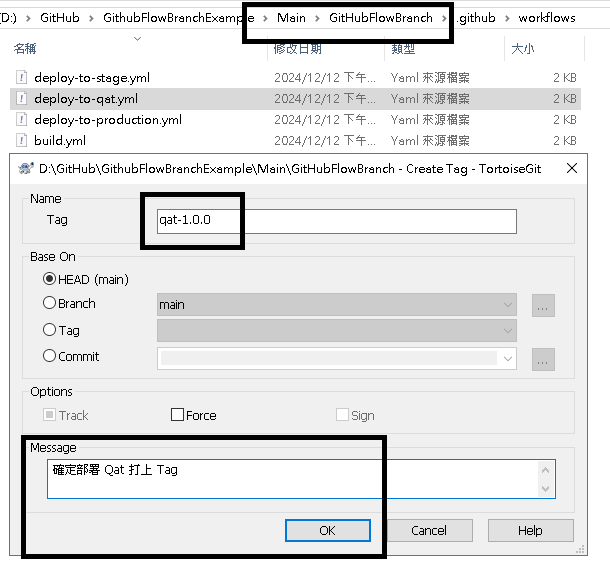 (D:) > GitHub > GithubFlowBranchExample > Main > GitHubFlowBranch > .github > workflows
名稱 修改日期 類型 大小
deploy-to-stage.yml 2024/12/12 下午... Yaml 來源檔案 2 KB
deploy-to-qat.yml 2024/12/12 下午... Yaml 來源檔案 2 KB
deploy-to-production.yml 2024/12/12 下午... Yaml 來源檔案 2 KB
build.yml 2024/12/12 下午... Yaml 來源檔案 2 KB
D:\GitHub\GithubFlowBranchExample\Main\GitHubFlowBranch - Create Tag - TortoiseGit
Name
Tag qat-1.0.0
Base On
HEAD (main)
Branch main ...
Tag
Commit ...
Options
Track Force Sign
Message
確定部署 Qat 打上 Tag
OK Cancel Help